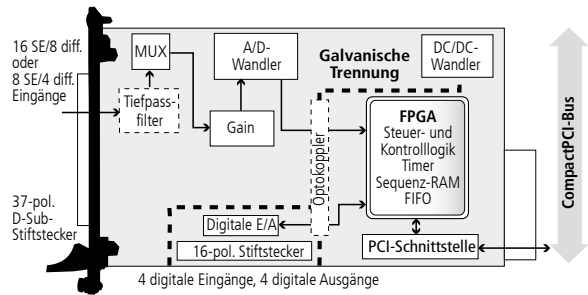 16 SE/8 diff.
oder
8 SE/4 diff.
Eingänge
37-pol.
D-Sub-
Stiftstecker
MUX
Tiefpass-
filter
A/D-
Wandler
Gain
Galvanische
Trennung
DC/DC-
Wandler
Optokoppler
FPGA
Steuer- und
Kontrolllogik
Timer
Sequenz-RAM
FIFO
Digitale E/A
16-pol. Stiftstecker
PCI-Schnittstelle
CompactPCI-Bus
4 digitale Eingänge, 4 digitale Ausgänge